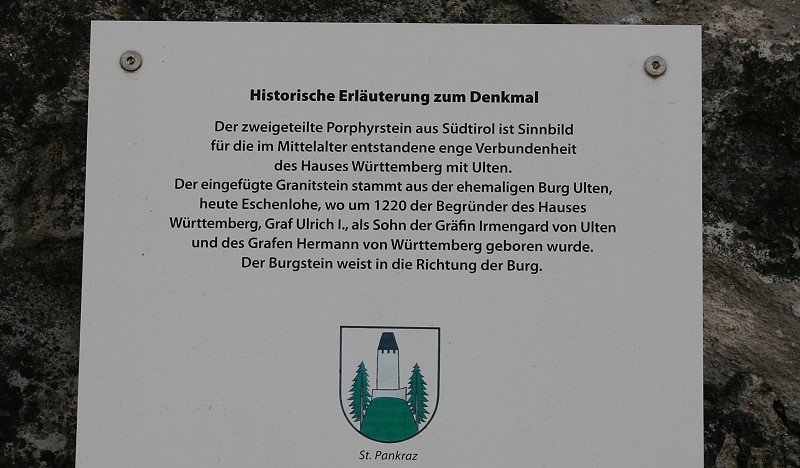 Historische Erläuterung zum Denkmal
Der zweigeteilte Porphyrstein aus Südtirol ist Sinnbild
für die im Mittelalter entstandene enge Verbundenheit
des Hauses Württemberg mit Ulten.
Der eingefügte Granitstein stammt aus der ehemaligen Burg Ulten,
heute Eschenlohe, wo um 1220 der Begründer des Hauses
Württemberg, Graf Ulrich I., als Sohn der Gräfin Irmengard von Ulten
und des Grafen Hermann von Württemberg geboren wurde.
Der Burgstein weist in die Richtung der Burg.
St. Pankraz